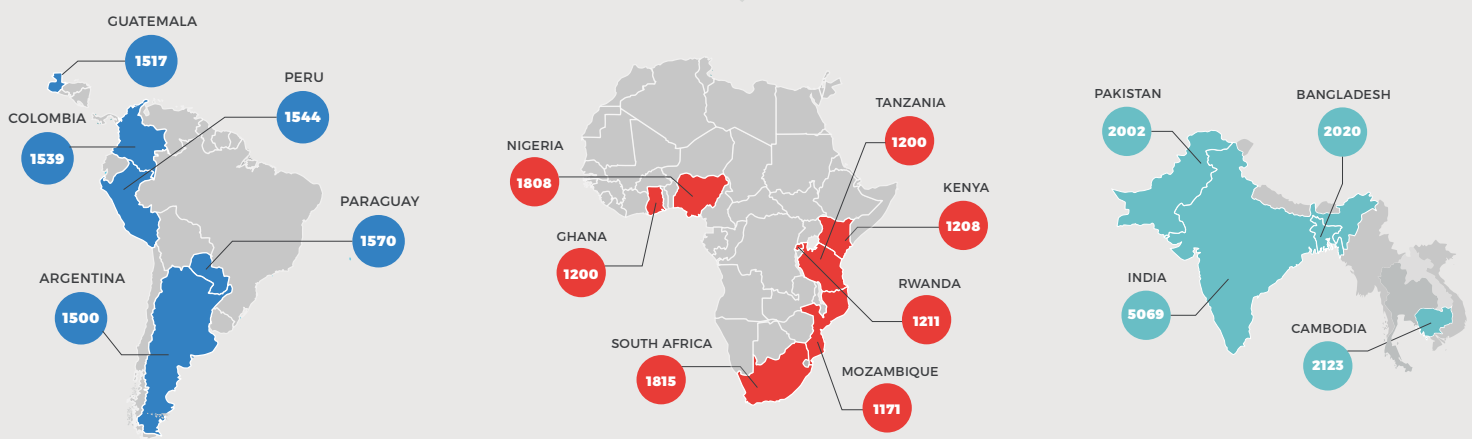 GUATEMALA
1517
PERU
1544
COLOMBIA
1539
PARAGUAY
1570
ARGENTINA
1500
TANZANIA
1200
NIGERIA
1808
KENYA
1208
GHANA
1200
RWANDA
1211
SOUTH AFRICA
1815
MOZAMBIQUE
1171
PAKISTAN
2002
BANGLADESH
2020
INDIA
5069
CAMBODIA
2123